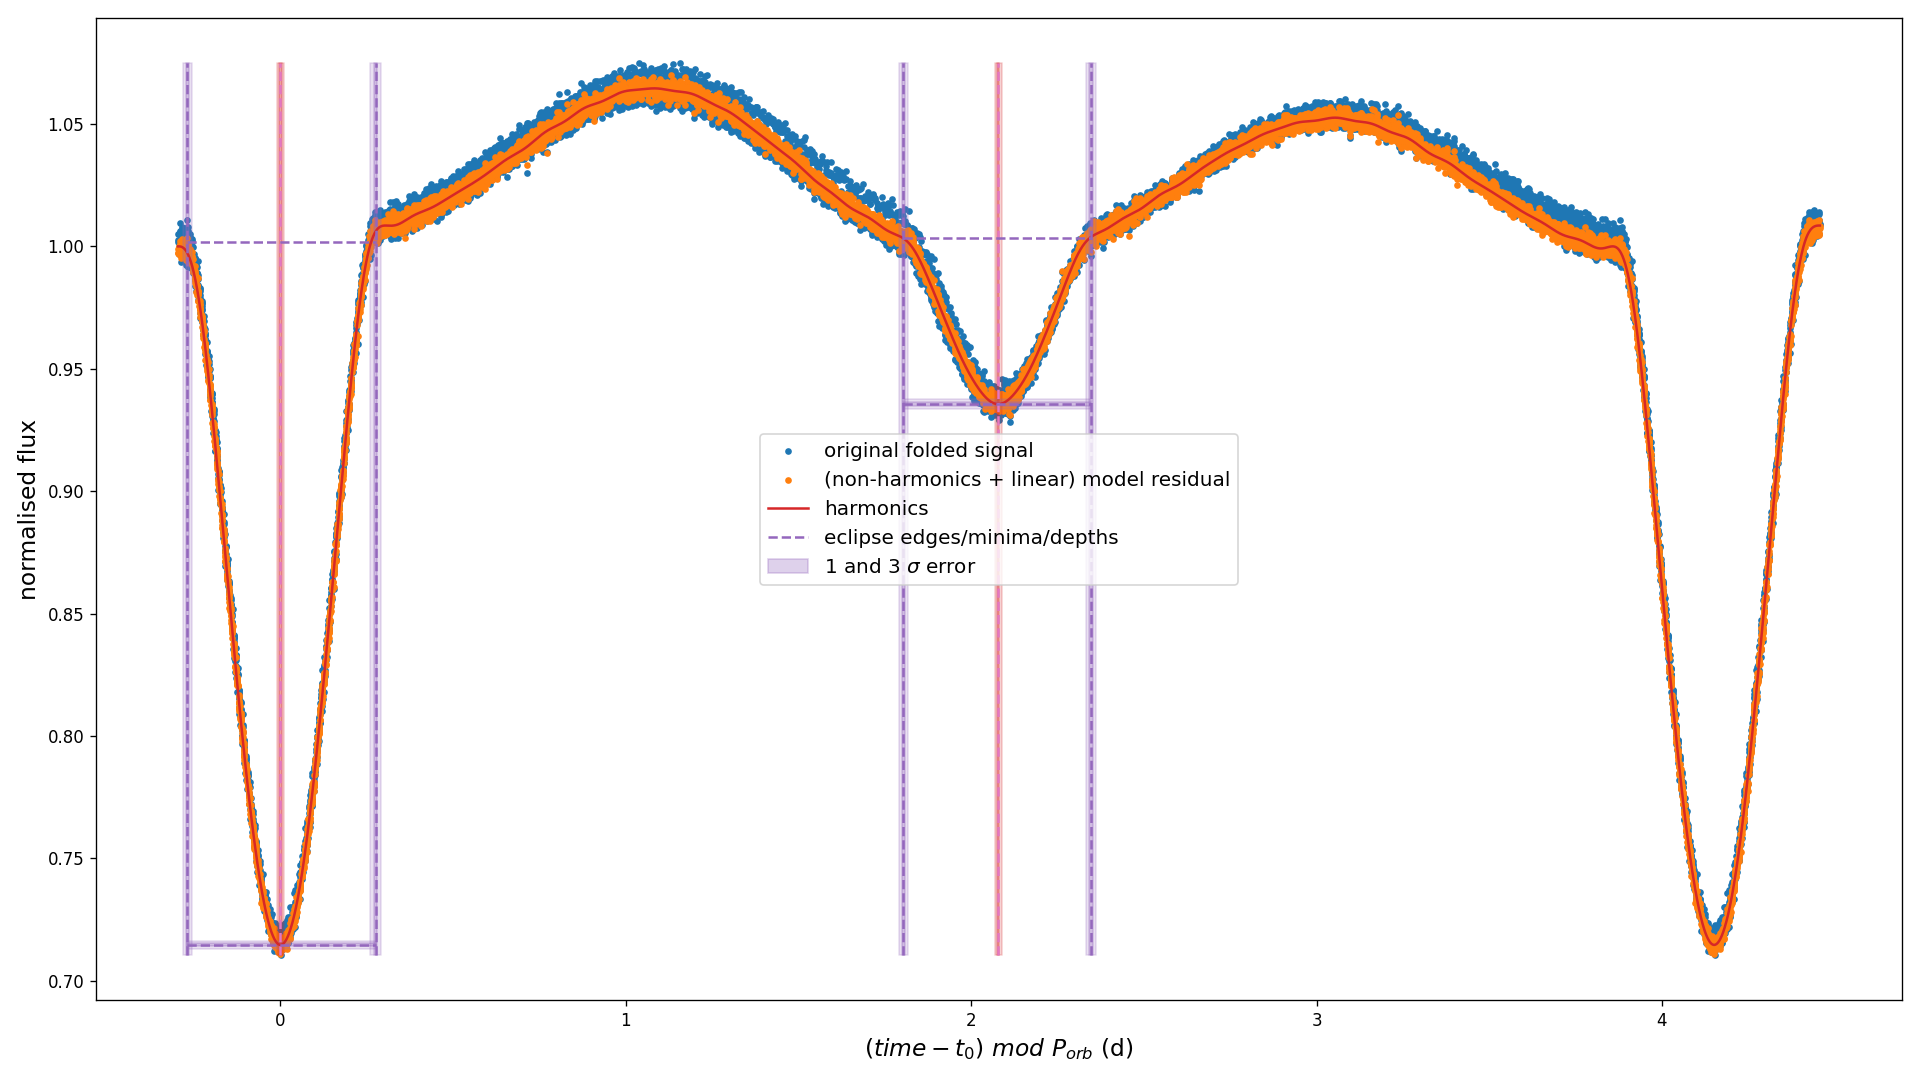 normalised flux
1.05
1.00
0.95
0.90
0.85
0.80
0.75
0.70
original folded signal
(non-harmonics + linear) model residual
harmonics
eclipse edges/minima/depths
1 and 3 σ error
0 1 2 3 4
(time − t₀) mod P_orb (d)